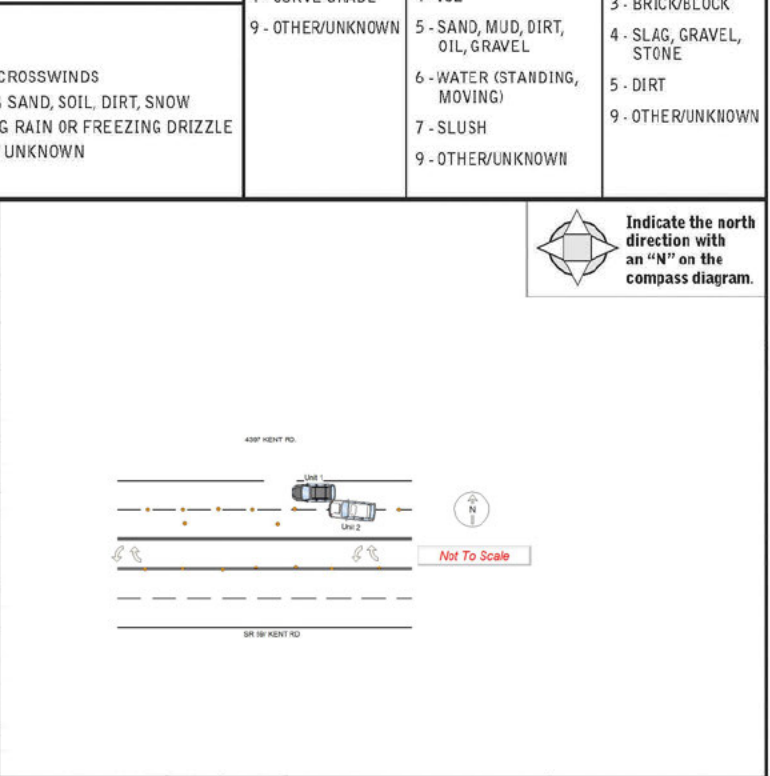 9 - OTHER/UNKNOWN
5 - SAND, MUD, DIRT,
OIL, GRAVEL
6 - WATER (STANDING,
MOVING)
7 - SLUSH
9 - OTHER/UNKNOWN
3 - BRICK/BLOCK
4 - SLAG, GRAVEL,
STONE
5 - DIRT
9 - OTHER/UNKNOWN
CROSSWINDS
SAND, SOIL, DIRT, SNOW
G RAIN OR FREEZING DRIZZLE
UNKNOWN
Indicate the north
direction with
an “N” on the
compass diagram.
KENT RD.
Unit 1
Unit 2
N
Not To Scale
KENT RD